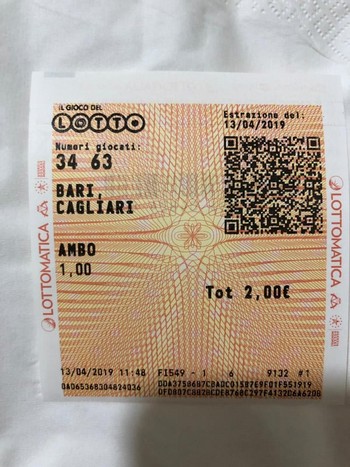 IL GIOCO DEL
LOTTO
Estrazione del:
13/04/2019
Numeri giocati:
34 63
BARI,
CAGLIARI
AMBO
1,00
Tot 2,00€
LOTTOMATICA
LOTTOMATICA
13/04/2019 11:48 F1549 - 1 6 9132 #1